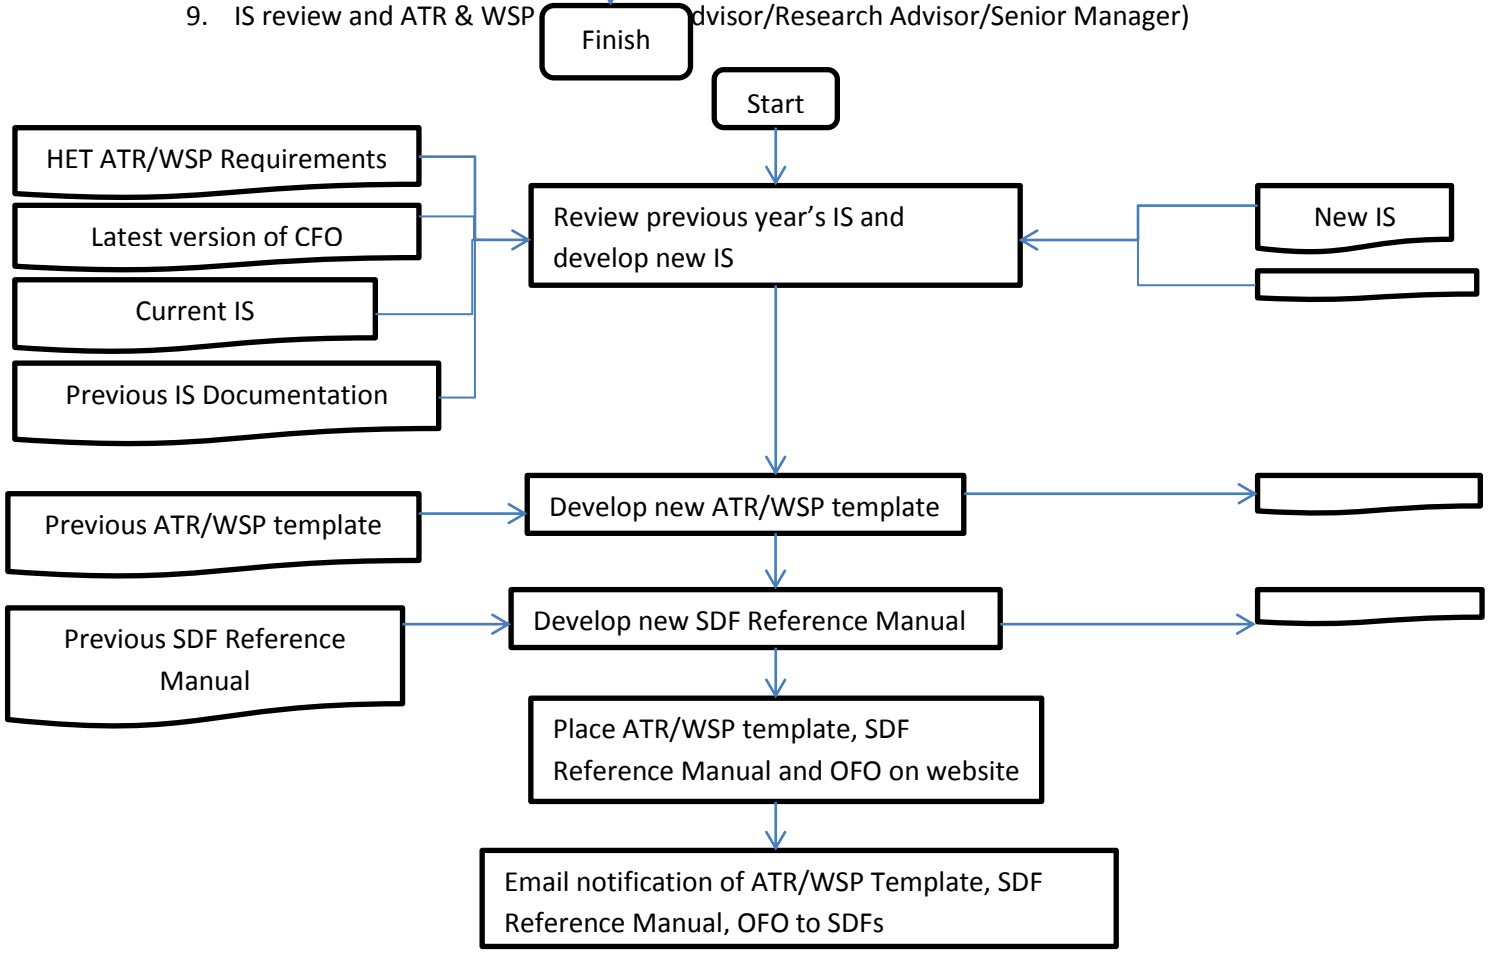 9. IS review and ATR & WSP dvisor/Research Advisor/Senior Manager)
Finish
Start
HET ATR/WSP Requirements
Latest version of CFO
Current IS
Previous IS Documentation
Review previous year’s IS and
develop new IS
New IS
Previous ATR/WSP template
Develop new ATR/WSP template
Previous SDF Reference
Manual
Develop new SDF Reference Manual
Place ATR/WSP template, SDF
Reference Manual and OFO on website
Email notification of ATR/WSP Template, SDF
Reference Manual, OFO to SDFs